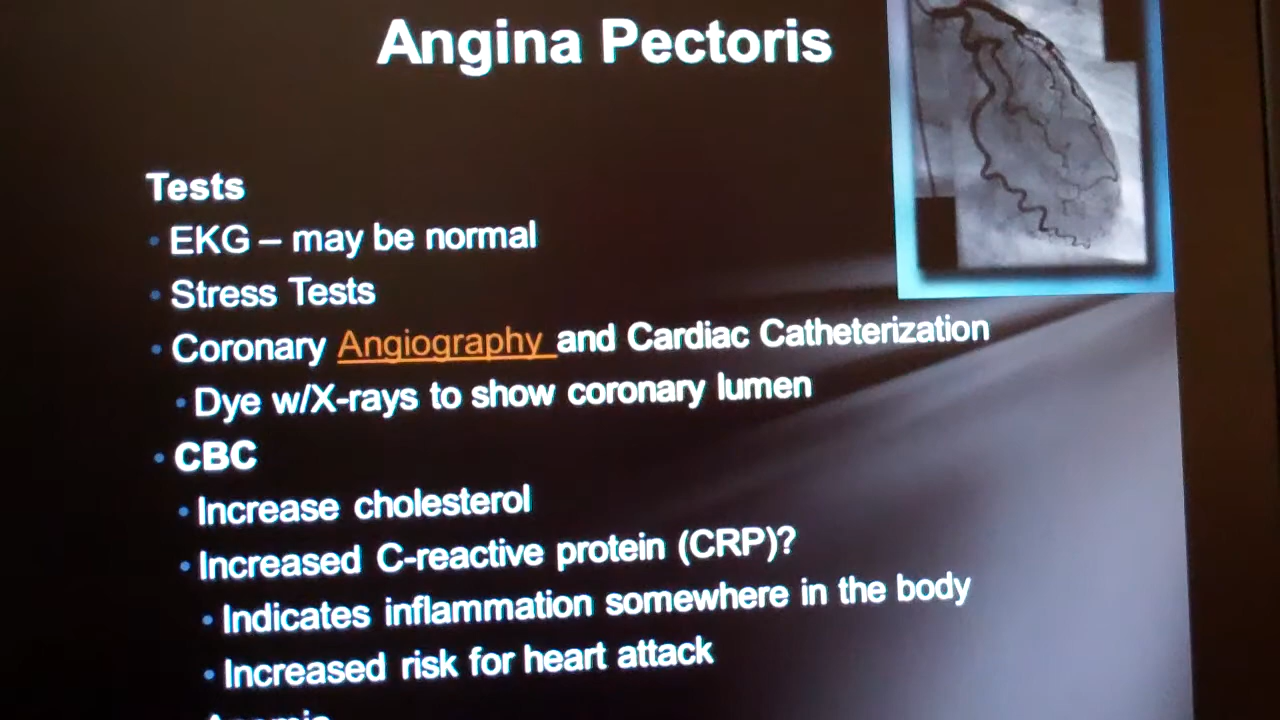 Angina Pectoris
Tests
• EKG – may be normal
• Stress Tests
• Coronary Angiography and Cardiac Catheterization
• Dye w/X-rays to show coronary lumen
• CBC
• Increase cholesterol
• Increased C-reactive protein (CRP)?
• Indicates inflammation somewhere in the body
• Increased risk for heart attack